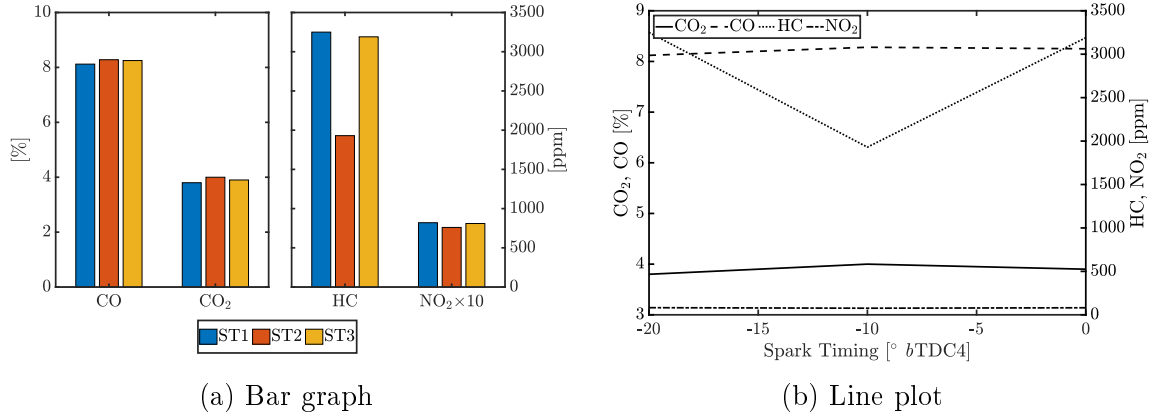 10
8
6
4
2
0
[%]
CO
CO₂
3500
3000
2500
2000
1500
1000
500
0
[ppm]
HC
NO₂×10
ST1 ST2 ST3
(a) Bar graph
9
8
7
6
5
4
3
CO₂, CO [%]
CO₂ CO HC NO₂
3500
3000
2500
2000
1500
1000
500
0
HC, NO₂ [ppm]
-20 -15 -10 -5 0
Spark Timing [° bTDC4]
(b) Line plot